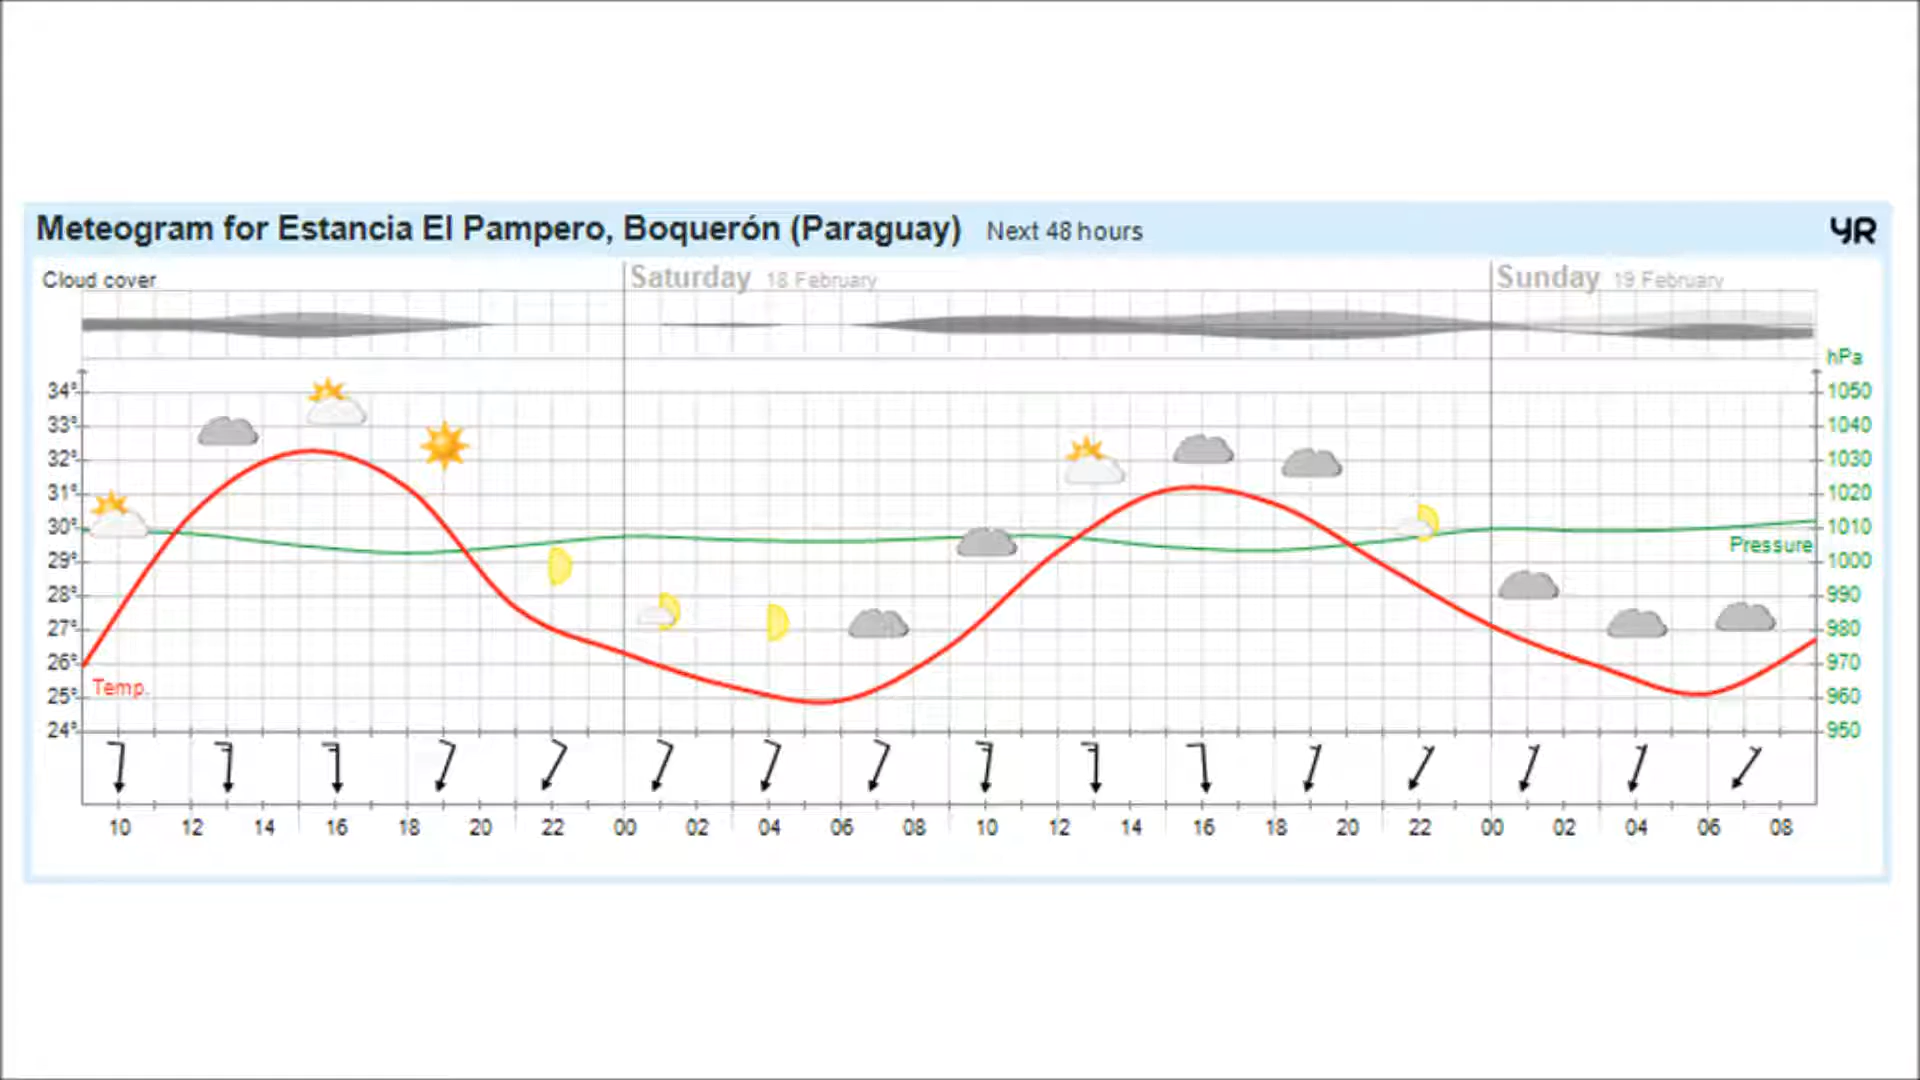 Meteogram for Estancia El Pampero, Boquerón (Paraguay) Next 48 hours YR
Cloud cover Saturday 18 February Sunday 19 February
hPa
34° 1050
33° 1040
32° 1030
31° 1020
30° 1010
Pressure
29° 1000
28° 990
27° 980
26° 970
Temp.
25° 960
24° 950
10 12 14 16 18 20 22 00 02 04 06 08 10 12 14 16 18 20 22 00 02 04 06 08